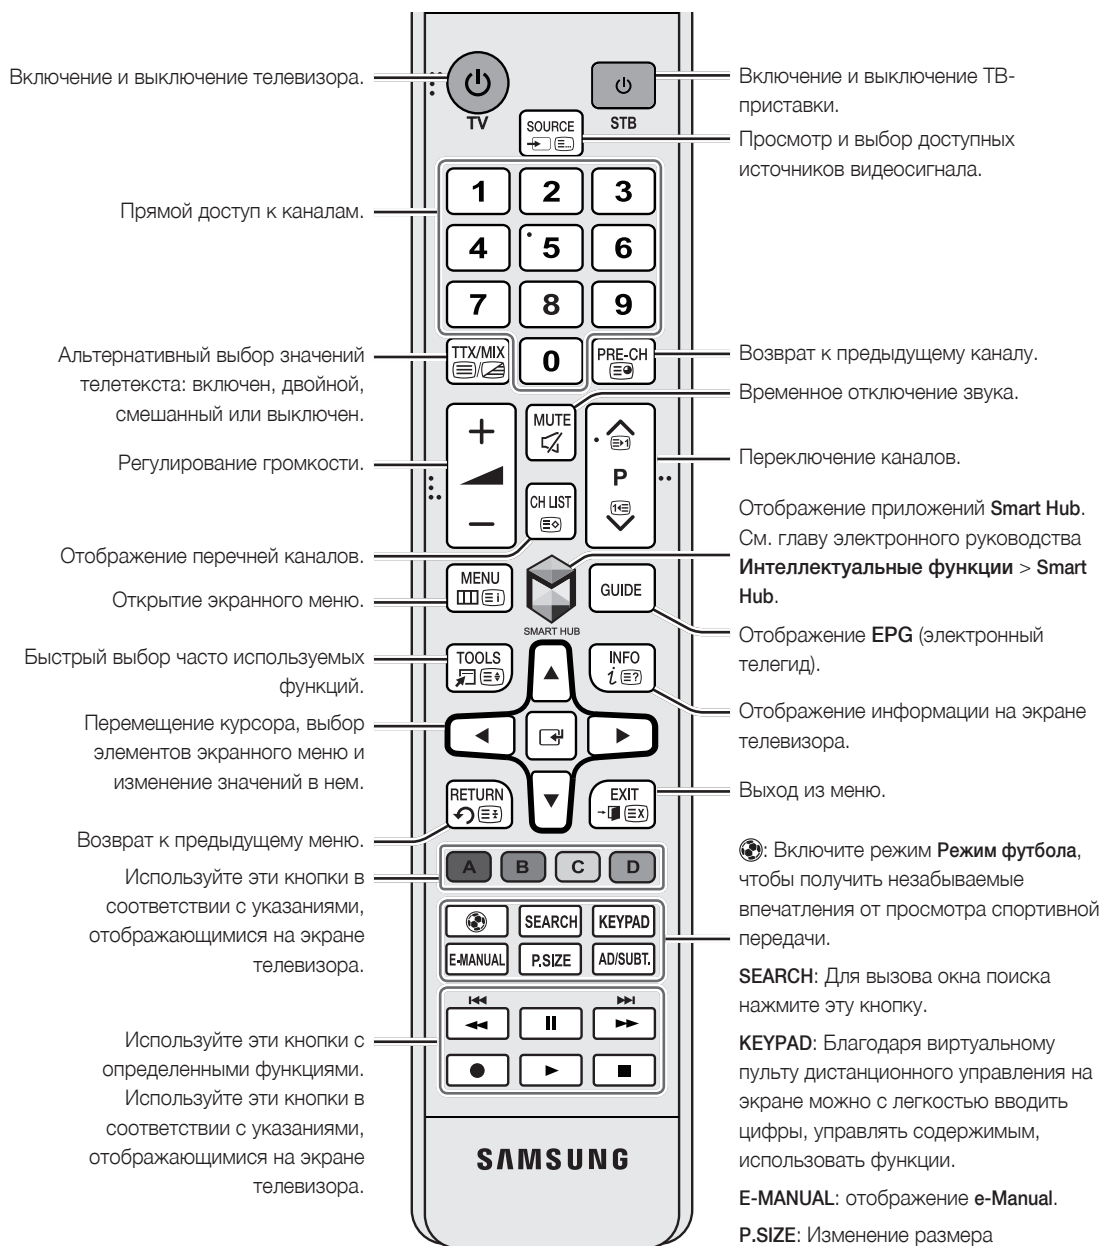 Включение и выключение телевизора.
Включение и выключение ТВ-
приставки.
TV
STB
SOURCE
Просмотр и выбор доступных
источников видеосигнала.
1
2
3
Прямой доступ к каналам.
4
5
6
7
8
9
Альтернативный выбор значений
телетекста: включен, двойной,
смешанный или выключен.
TTX/MIX
0
PRE-CH
Возврат к предыдущему каналу.
Временное отключение звука.
MUTE
Регулирование громкости.
P
Переключение каналов.
CH LIST
Отображение перечней каналов.
Отображение приложений Smart Hub.
См. главу электронного руководства
Интеллектуальные функции > Smart
Hub.
MENU
Открытие экранного меню.
SMART HUB
GUIDE
Отображение EPG (электронный
телегид).
Быстрый выбор часто используемых
функций.
TOOLS
INFO
Отображение информации на экране
телевизора.
Перемещение курсора, выбор
элементов экранного меню и
изменение значений в нем.
RETURN
EXIT
Выход из меню.
Возврат к предыдущему меню.
A
B
C
D
Используйте эти кнопки в
соответствии с указаниями,
отображающимися на экране
телевизора.
SEARCH
KEYPAD
E-MANUAL
P.SIZE
AD/SUBT.
: Включите режим Режим футбола,
чтобы получить незабываемые
впечатления от просмотра спортивной
передачи.
SEARCH: Для вызова окна поиска
нажмите эту кнопку.
KEYPAD: Благодаря виртуальному
пульту дистанционного управления на
экране можно с легкостью вводить
цифры, управлять содержимым,
использовать функции.
E-MANUAL: отображение e-Manual.
P.SIZE: Изменение размера
Используйте эти кнопки с
определенными функциями.
Используйте эти кнопки в
соответствии с указаниями,
отображающимися на экране
телевизора.
SAMSUNG